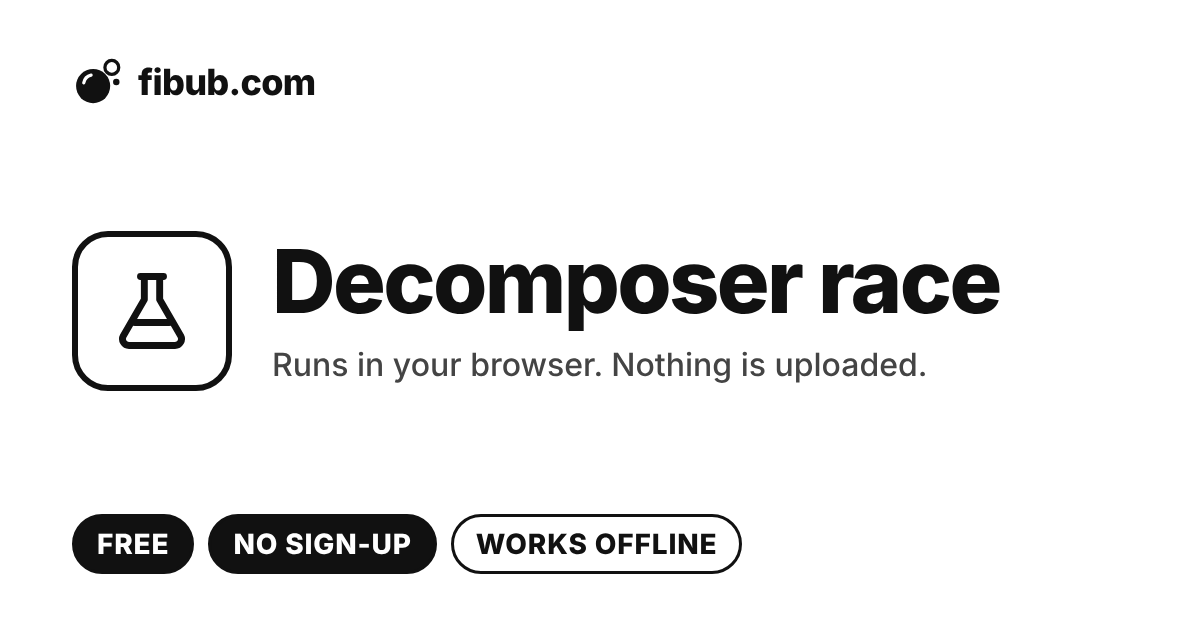 fibub.com
Decomposer race
Runs in your browser. Nothing is uploaded.
FREE NO SIGN-UP WORKS OFFLINE